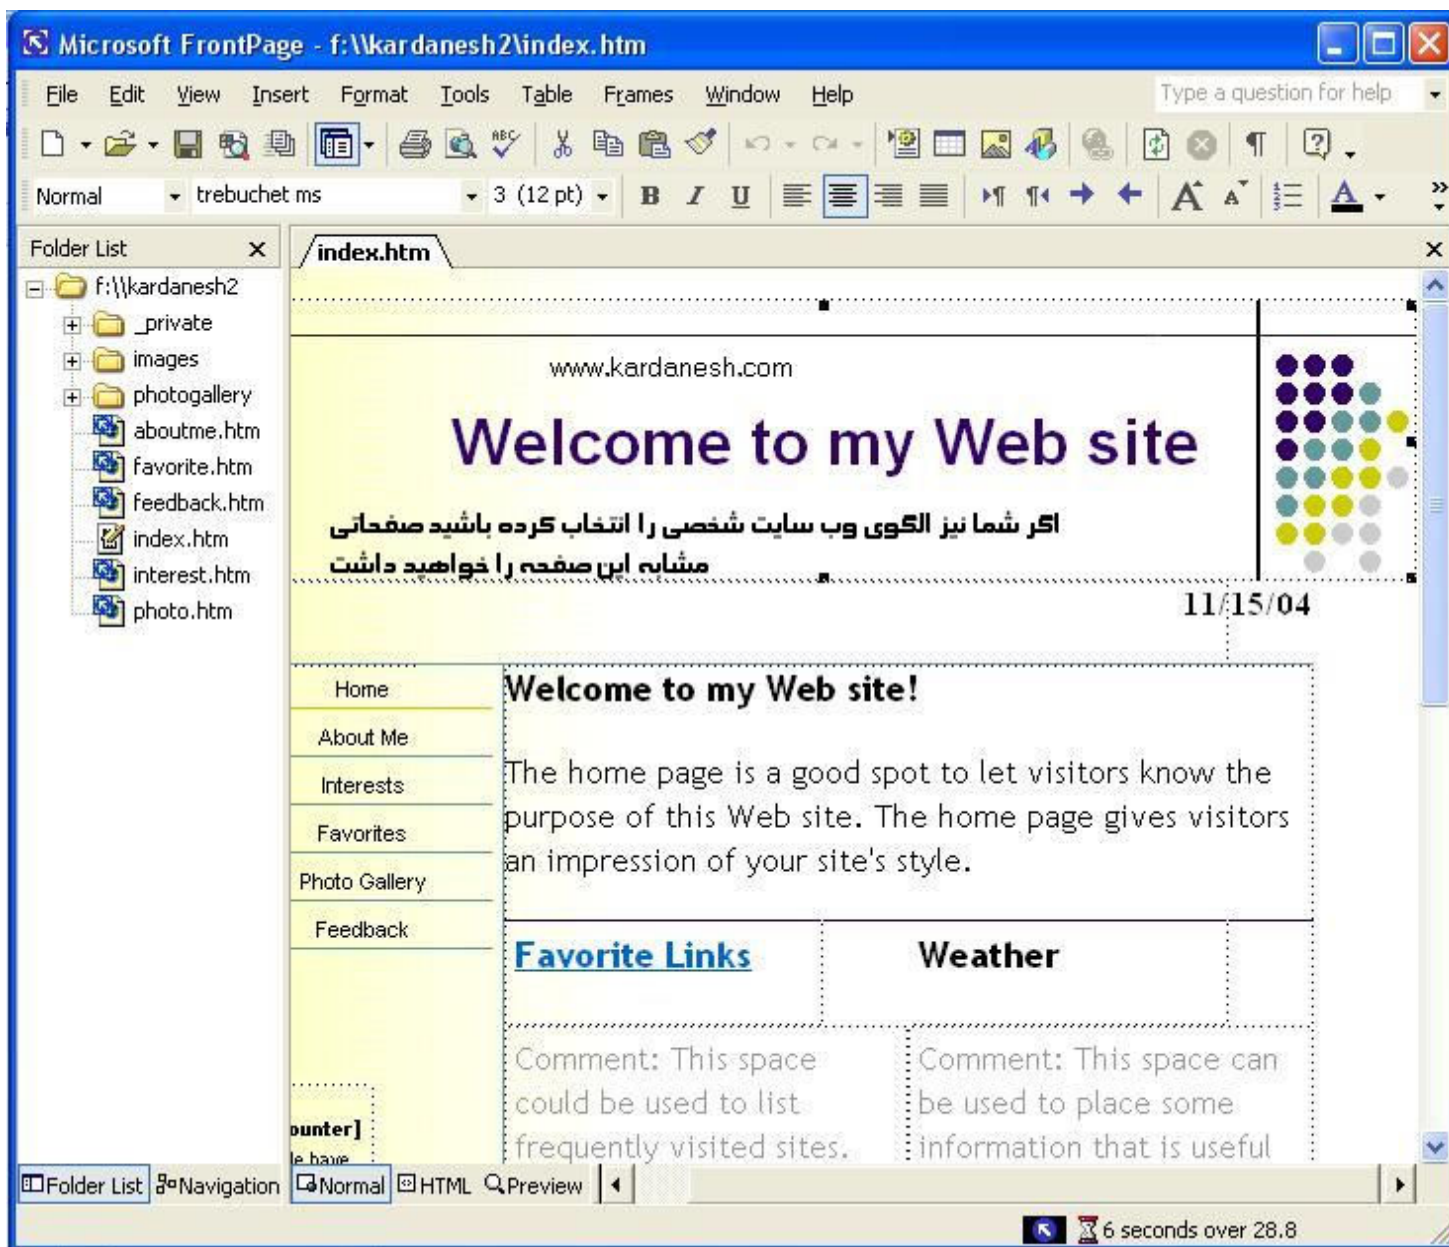 Microsoft FrontPage - f:\\kardanesh2\index.htm
File Edit View Insert Format Tools Table Frames Window Help Type a question for help
ABC
Normal trebuchet ms 3 (12 pt) B I U A A A
Folder List
index.htm
f:\\kardanesh2
_private
images
photogallery
aboutme.htm
favorite.htm
feedback.htm
index.htm
interest.htm
photo.htm
www.kardanesh.com
Welcome to my Web site
اگر شما نیز الگوی وب سایت شخصی را انتخاب کرده باشید صفحاتی
مشابه این صفحه را خواهید داشت
11/15/04
Home
About Me
Interests
Favorites
Photo Gallery
Feedback
Welcome to my Web site!
The home page is a good spot to let visitors know the
purpose of this Web site. The home page gives visitors
an impression of your site's style.
Favorite Links
Weather
Comment: This space
could be used to list
frequently visited sites.
Comment: This space can
be used to place some
information that is useful
ounter]
le have
Folder List Navigation Normal HTML Preview
6 seconds over 28.8